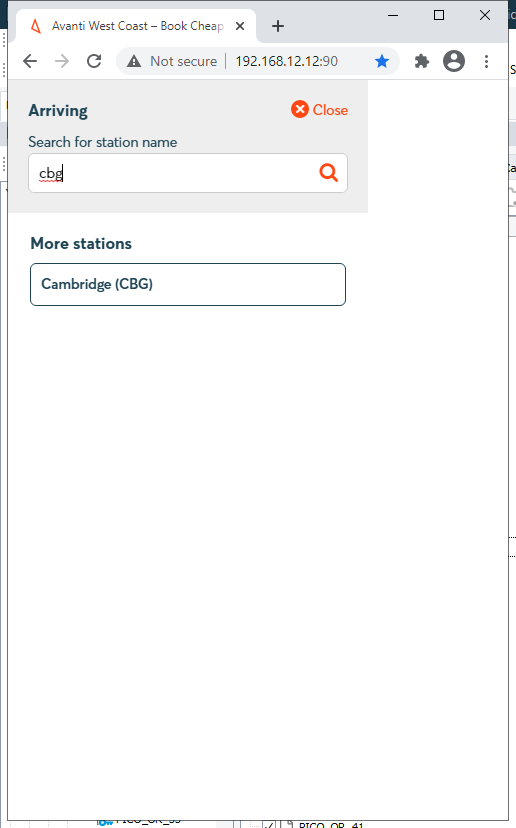 Avanti West Coast – Book Cheap
Not secure | 192.168.12.12:90
Arriving
Close
Search for station name
cbg
More stations
Cambridge (CBG)
PICO_OR_41